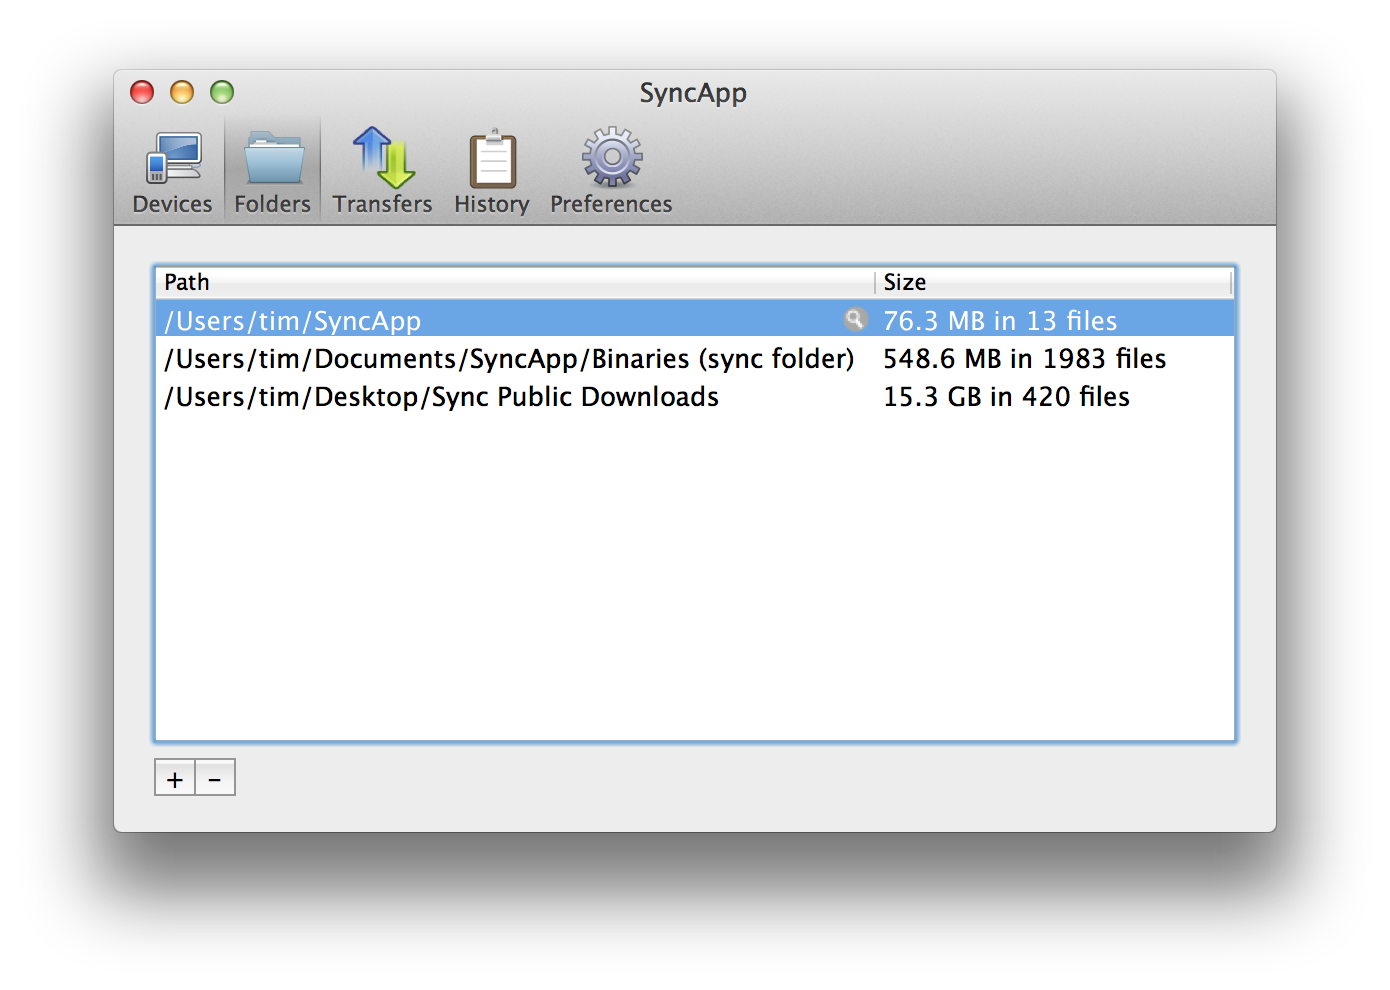 SyncApp
Devices Folders Transfers History Preferences
Path Size
/Users/tim/SyncApp 76.3 MB in 13 files
/Users/tim/Documents/SyncApp/Binaries (sync folder) 548.6 MB in 1983 files
/Users/tim/Desktop/Sync Public Downloads 15.3 GB in 420 files
+ -